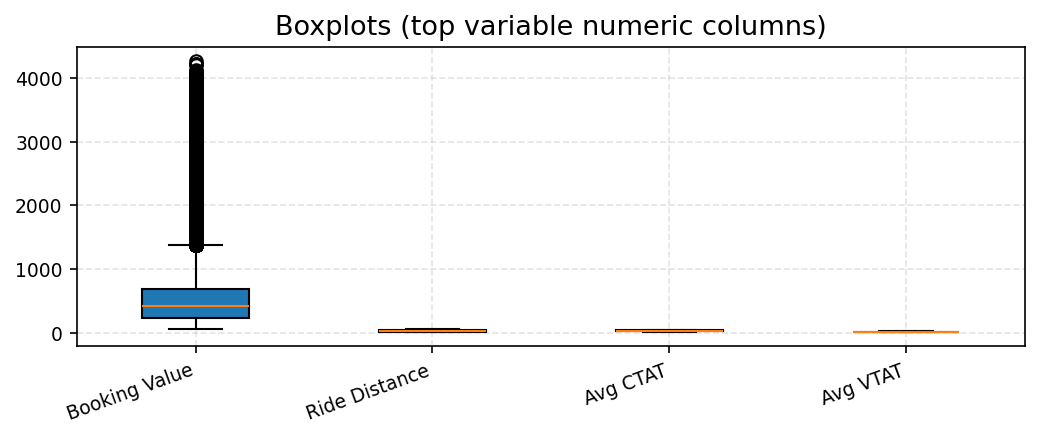 Boxplots (top variable numeric columns)
4000
3000
2000
1000
0
Booking Value
Ride Distance
Avg CTAT
Avg VTAT